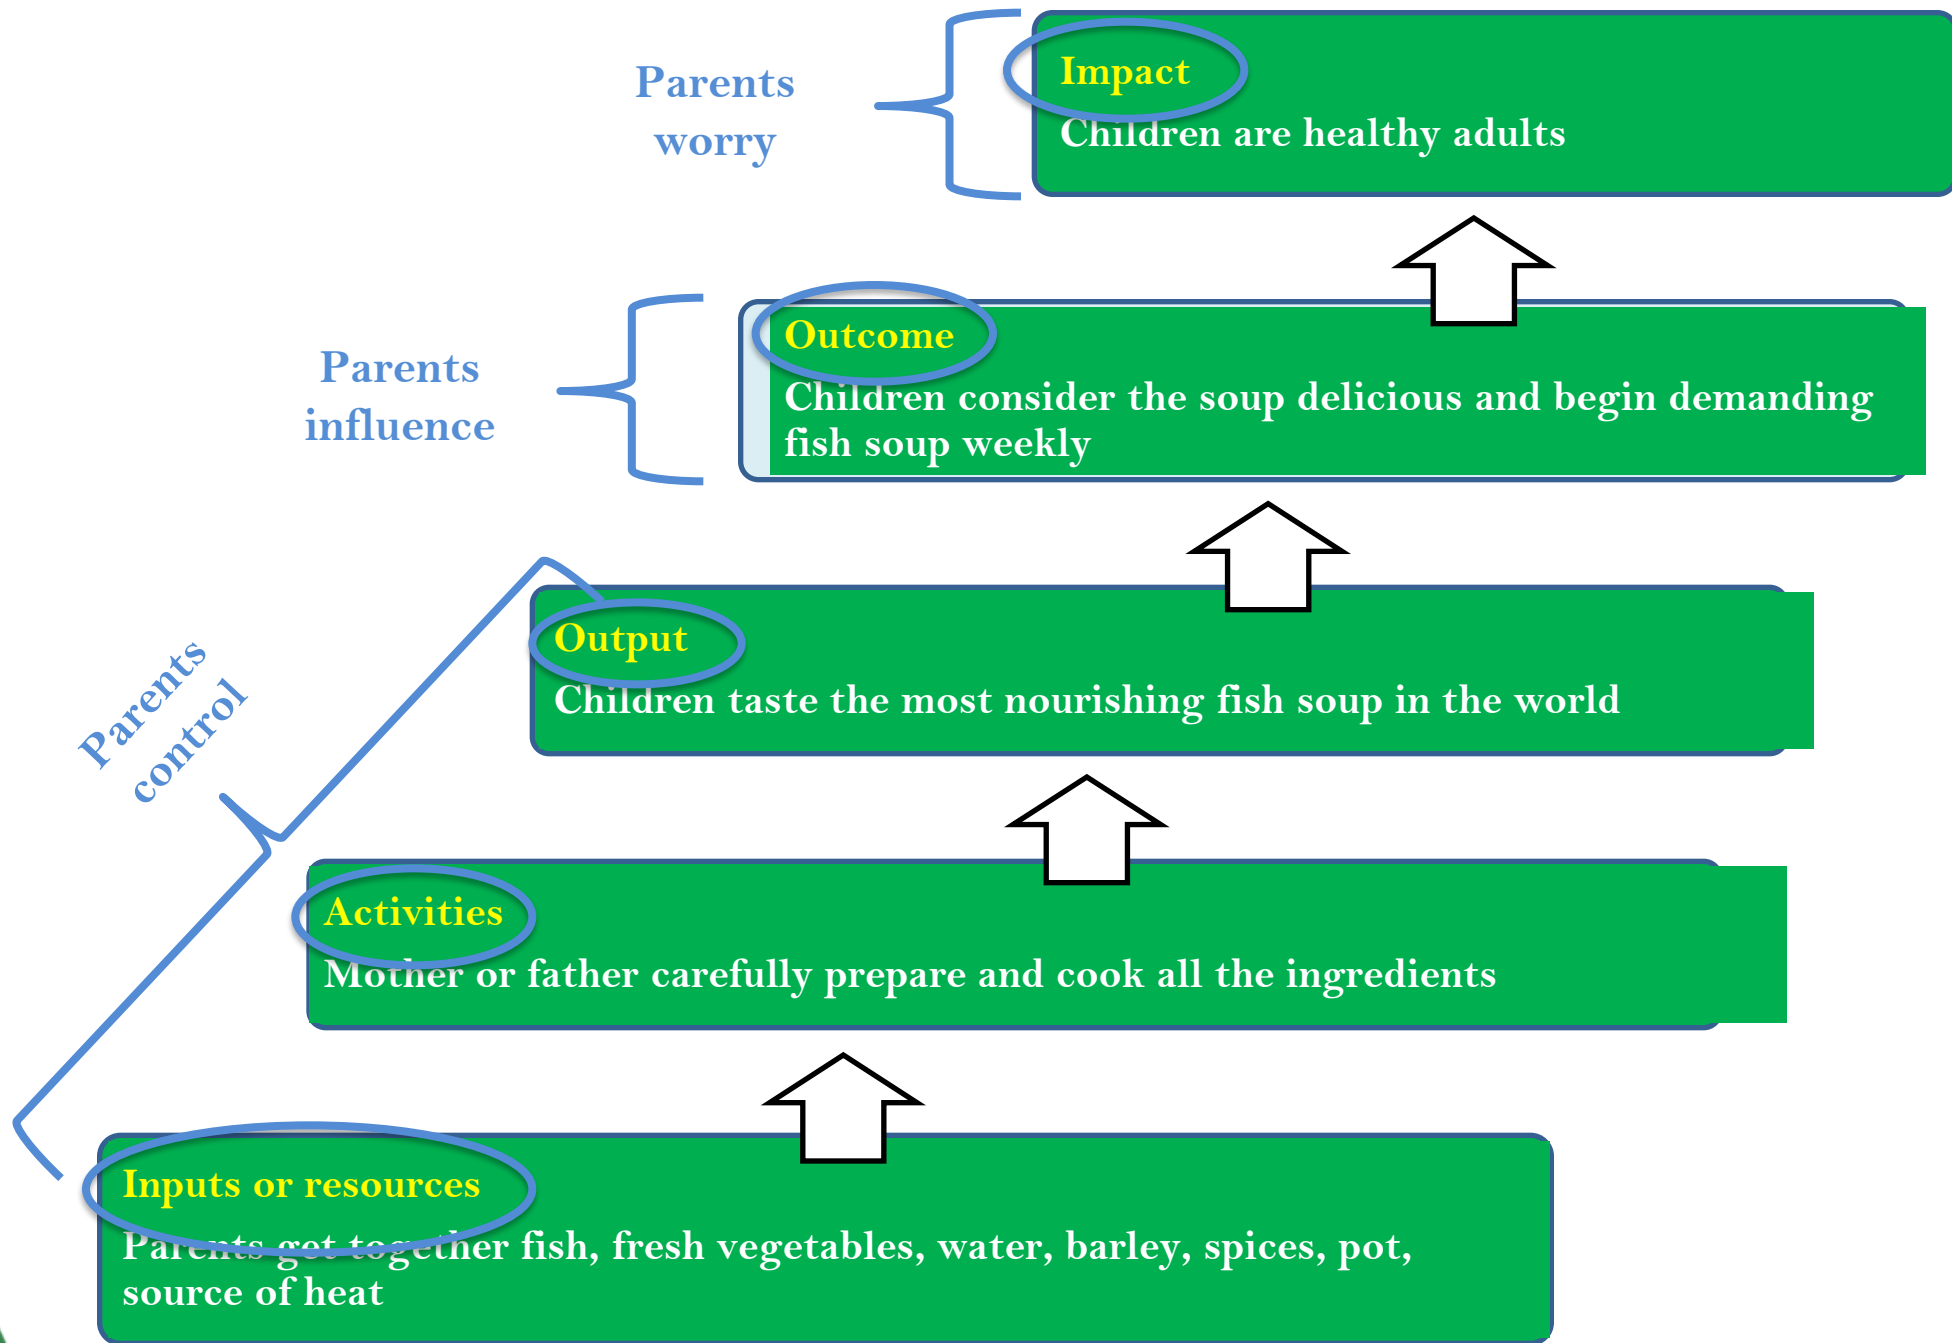 Parents
worry
Impact
Children are healthy adults
Parents
influence
Outcome
Children consider the soup delicious and begin demanding
fish soup weekly
Parents
control
Output
Children taste the most nourishing fish soup in the world
Activities
Mother or father carefully prepare and cook all the ingredients
Inputs or resources
Parents get together fish, fresh vegetables, water, barley, spices, pot,
source of heat